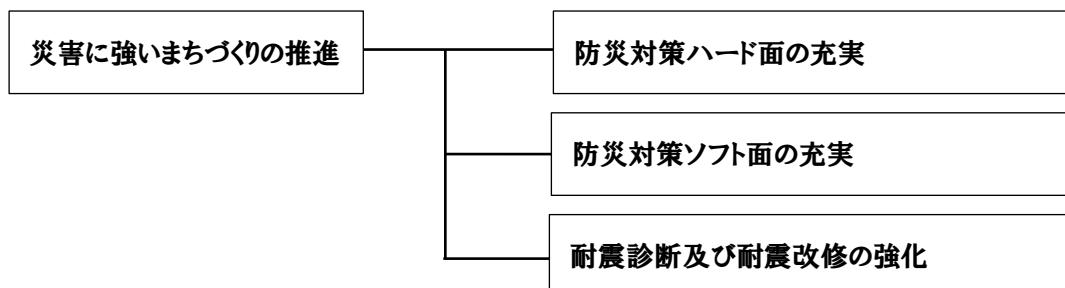 災害に強いまちづくりの推進
防災対策ハード面の充実
防災対策ソフト面の充実
耐震診断及び耐震改修の強化